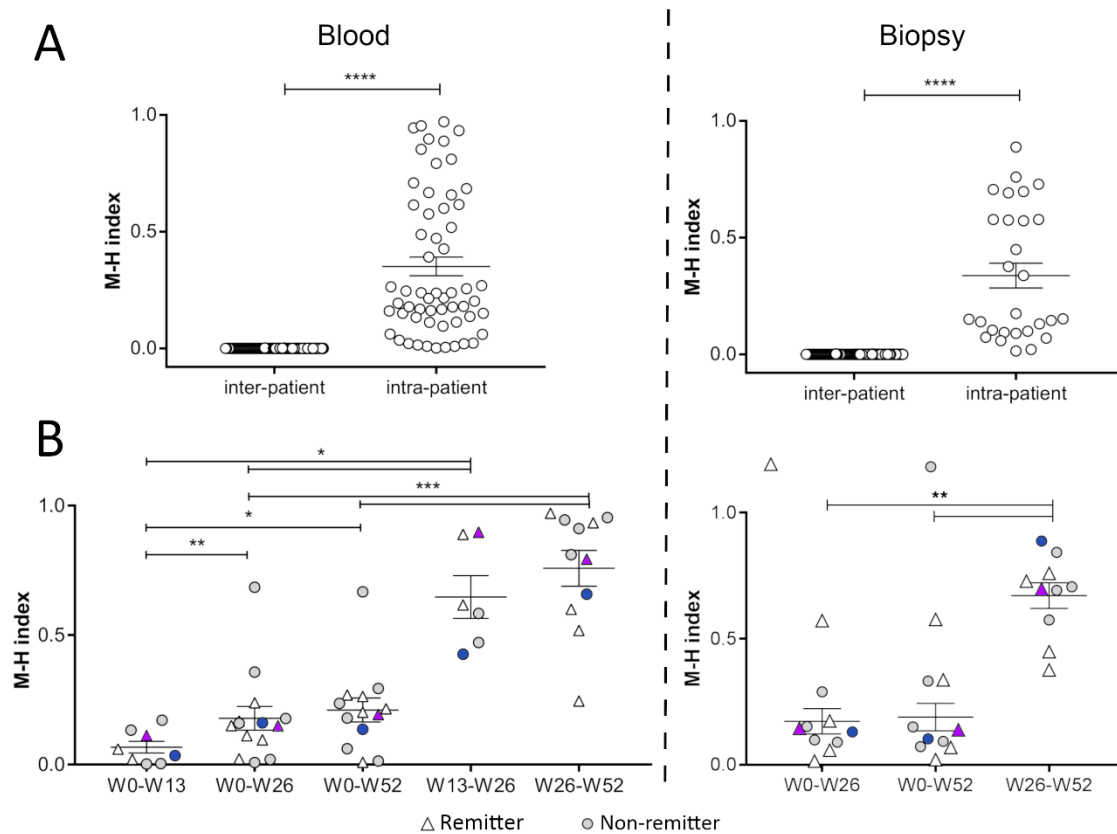 A
Blood
Biopsy
****
****
M-H index
1.0
0.5
0.0
inter-patient
intra-patient
M-H index
1.0
0.5
0.0
inter-patient
intra-patient
B
*
***
*
**
M-H index
1.0
0.5
0.0
W0-W13
W0-W26
W0-W52
W13-W26
W26-W52
**
M-H index
1.0
0.5
0.0
W0-W26
W0-W52
W26-W52
Remitter
Non-remitter